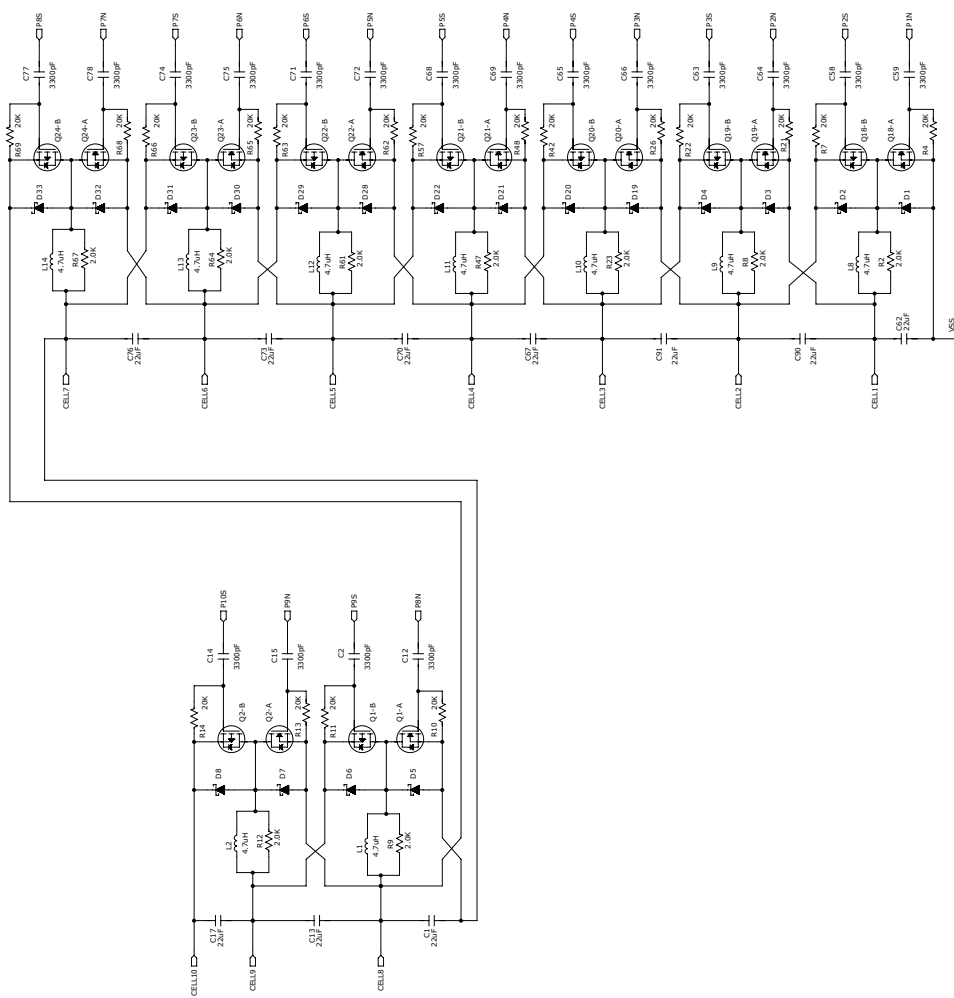 P8S
P7N
P7S
P6N
P6S
P5N
P5S
P4N
P4S
P3N
P3S
P2N
P2S
P1N
C77
3300pF
C78
3300pF
C74
3300pF
C75
3300pF
C71
3300pF
C72
3300pF
C68
3300pF
C69
3300pF
C65
3300pF
C66
3300pF
C63
3300pF
C64
3300pF
C58
3300pF
C59
3300pF
20K
R69
Q24-B
Q24-A
20K
R68
20K
R66
Q23-B
Q23-A
20K
R65
20K
R63
Q22-B
Q22-A
20K
R62
20K
R57
Q21-B
Q21-A
20K
R48
20K
R42
Q20-B
Q20-A
20K
R26
20K
R22
Q19-B
Q19-A
20K
R21
20K
R7
Q18-B
Q18-A
20K
R4
D33
D32
D31
D30
D29
D28
D22
D21
D20
D19
D4
D3
D2
D1
L14
4.7uH
R67
2.0K
L13
4.7uH
R64
2.0K
L12
4.7uH
R61
2.0K
L11
4.7uH
R47
2.0K
L10
4.7uH
R23
2.0K
L9
4.7uH
R8
2.0K
L8
4.7uH
R2
2.0K
C76
22uF
C73
22uF
C70
22uF
C67
22uF
C91
22uF
C90
22uF
C62
22uF
VSS
CELL7
CELL6
CELL5
CELL4
CELL3
CELL2
CELL1
P10S
P9N
P9S
P8N
C14
3300pF
C15
3300pF
C2
3300pF
C12
3300pF
20K
R14
Q2-B
Q2-A
20K
R13
20K
R11
Q1-B
Q1-A
20K
R10
D8
D7
D6
D5
L2
4.7uH
R12
2.0K
L1
4.7uH
R9
2.0K
C17
22uF
C13
22uF
C1
22uF
CELL10
CELL9
CELL8